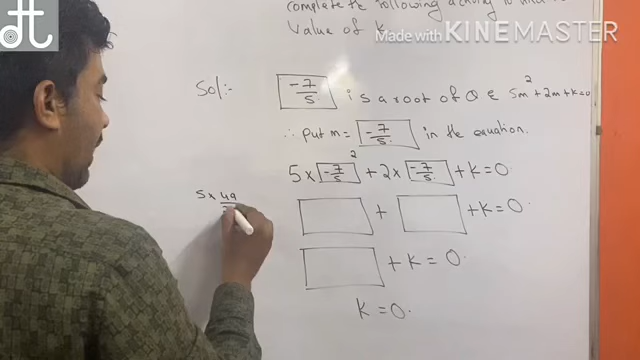 complete the following activity to find
Value of K
Made with KINEMASTER
Sol:- -7/5 is a root of Q E 5m² + 2m + k = 0
∴ put m = -7/5 in the equation.
5 × (-7/5)² + 2 × -7/5 + k = 0.
5 × 49
+ + k = 0.
+ k = 0.
k = 0.